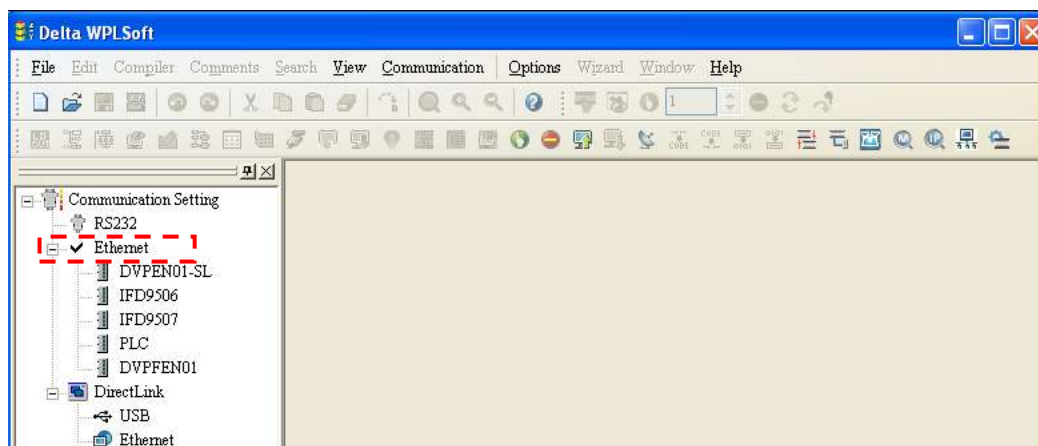 Delta WPLSoft
File Edit Compiler Comments Search View Communication Options Wizard Window Help
1
Communication Setting
RS232
Ethernet
DVPEN01-SL
IFD9506
IFD9507
PLC
DVPFEN01
DirectLink
USB
Ethernet